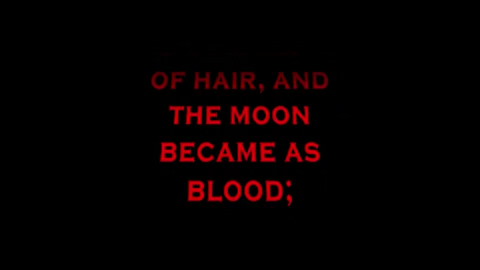 OF HAIR, AND
THE MOON
BECAME AS
BLOOD;